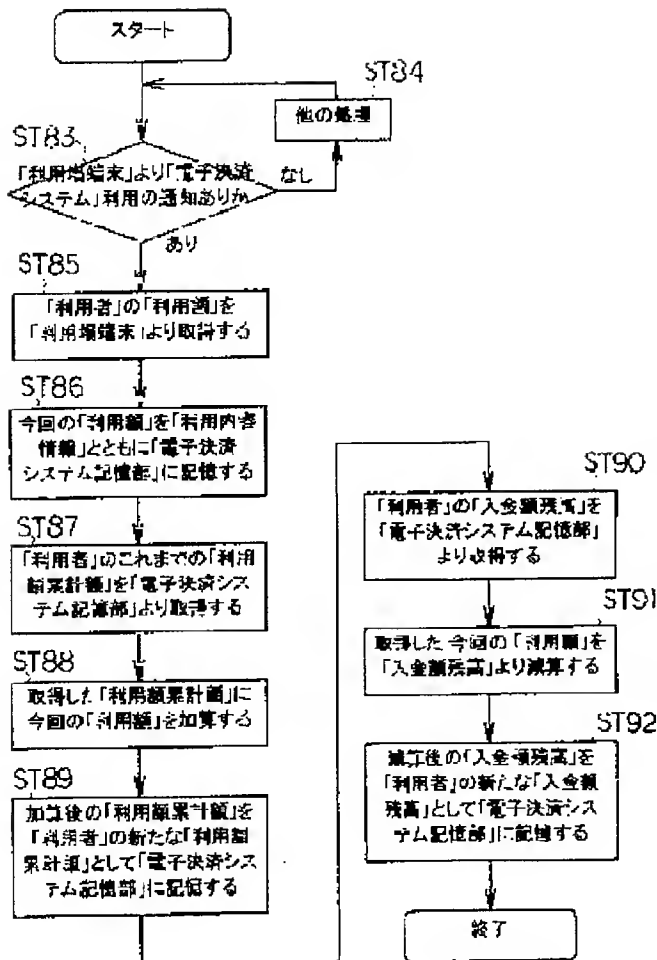 スタート
ST84
他の処理
ST83
「利用場端末」より「電子決済
システム」利用の通知ありか
なし
あり
ST85
「利用者」の「利用額」を
「利用場端末」より取得する
ST86
今回の「利用額」を「利用内容
情報」とともに「電子決済
システム記憶部」に記憶する
ST87
「利用者」のこれまでの「利用
額累計額」を「電子決済シス
テム記憶部」より取得する
ST88
取得した「利用額累計額」に
今回の「利用額」を加算する
ST89
加算後の「利用額累計額」を
「利用者」の新たな「利用額
累計額」として「電子決済シス
テム記憶部」に記憶する
ST90
「利用者」の「入金額残高」を
「電子決済システム記憶部」
より取得する
ST91
取得した今回の「利用額」を
「入金額残高」より減算する
ST92
減算後の「入金額残高」を
「利用者」の新たな「入金額
残高」として「電子決済シス
テム記憶部」に記憶する
終了